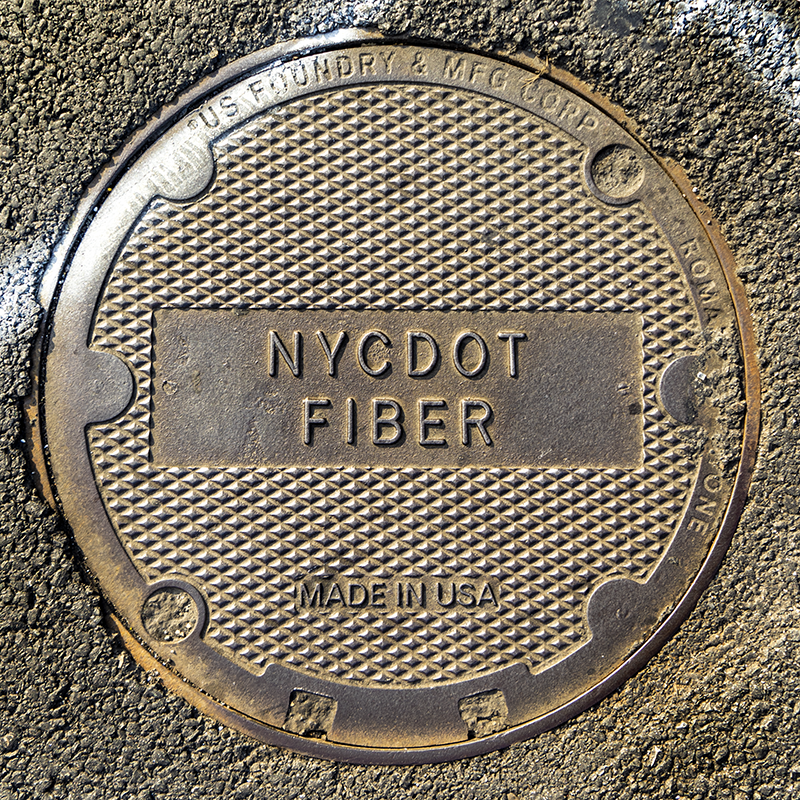 US FOUNDRY & MFG CORP
NYCDOT
FIBER
MADE IN USA